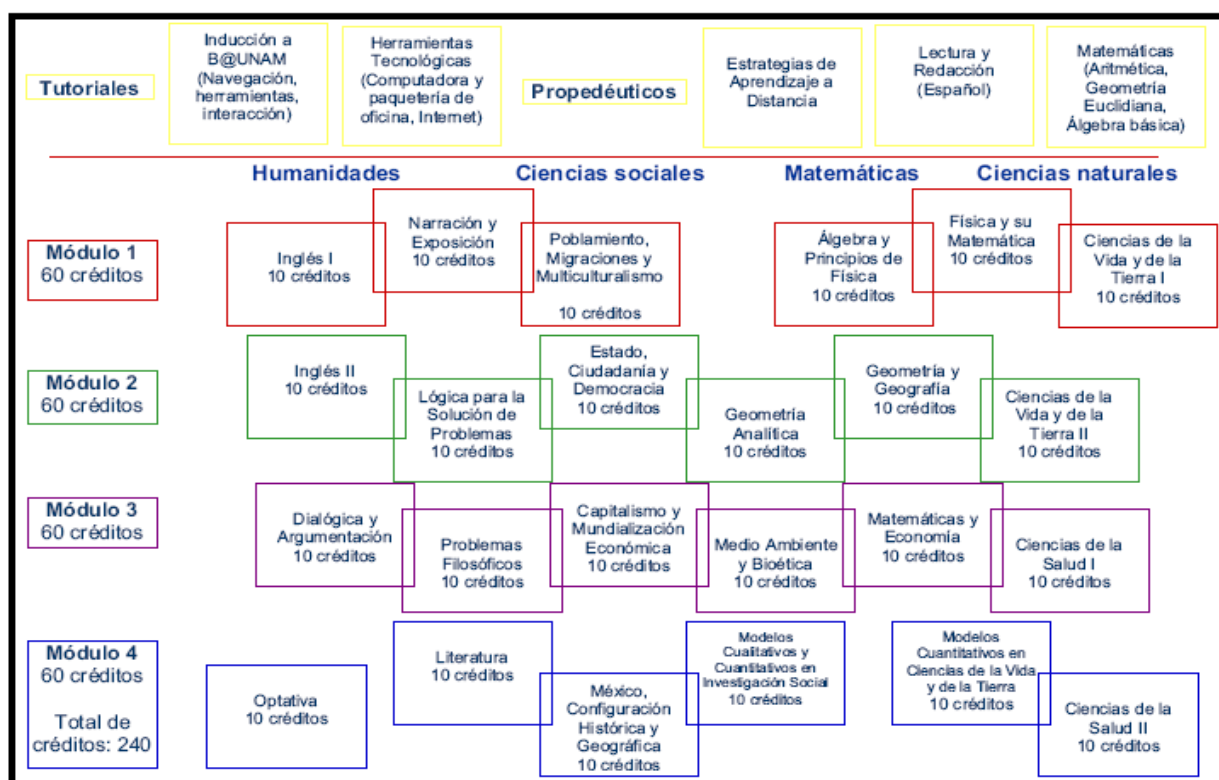 Tutoriales
Inducción a
B@UNAM
(Navegación,
herramientas,
interacción)
Herramientas
Tecnológicas
(Computadora y
paquetería de
oficina, Internet)
Propedéuticos
Estrategias de
Aprendizaje a
Distancia
Lectura y
Redacción
(Español)
Matemáticas
(Aritmética,
Geometría
Euclidiana,
Álgebra básica)
Humanidades
Ciencias sociales
Matemáticas
Ciencias naturales
Módulo 1
60 créditos
Inglés I
10 créditos
Narración y
Exposición
10 créditos
Poblamiento,
Migraciones y
Multiculturalismo
10 créditos
Álgebra y
Principios de
Física
10 créditos
Física y su
Matemática
10 créditos
Ciencias de la
Vida y de la
Tierra I
10 créditos
Módulo 2
60 créditos
Inglés II
10 créditos
Lógica para la
Solución de
Problemas
10 créditos
Estado,
Ciudadanía y
Democracia
10 créditos
Geometría
Analítica
10 créditos
Geometría y
Geografía
10 créditos
Ciencias de la
Vida y de la
Tierra II
10 créditos
Módulo 3
60 créditos
Dialógica y
Argumentación
10 créditos
Problemas
Filosóficos
10 créditos
Capitalismo y
Mundialización
Económica
10 créditos
Medio Ambiente
y Bioética
10 créditos
Matemáticas y
Economía
10 créditos
Ciencias de la
Salud I
10 créditos
Módulo 4
60 créditos
Total de
créditos: 240
Optativa
10 créditos
Literatura
10 créditos
México,
Configuración
Histórica y
Geográfica
10 créditos
Modelos
Cualitativos y
Cuantitativos en
Investigación Social
10 créditos
Modelos
Cuantitativos en
Ciencias de la Vida
y de la Tierra
10 créditos
Ciencias de la
Salud II
10 créditos